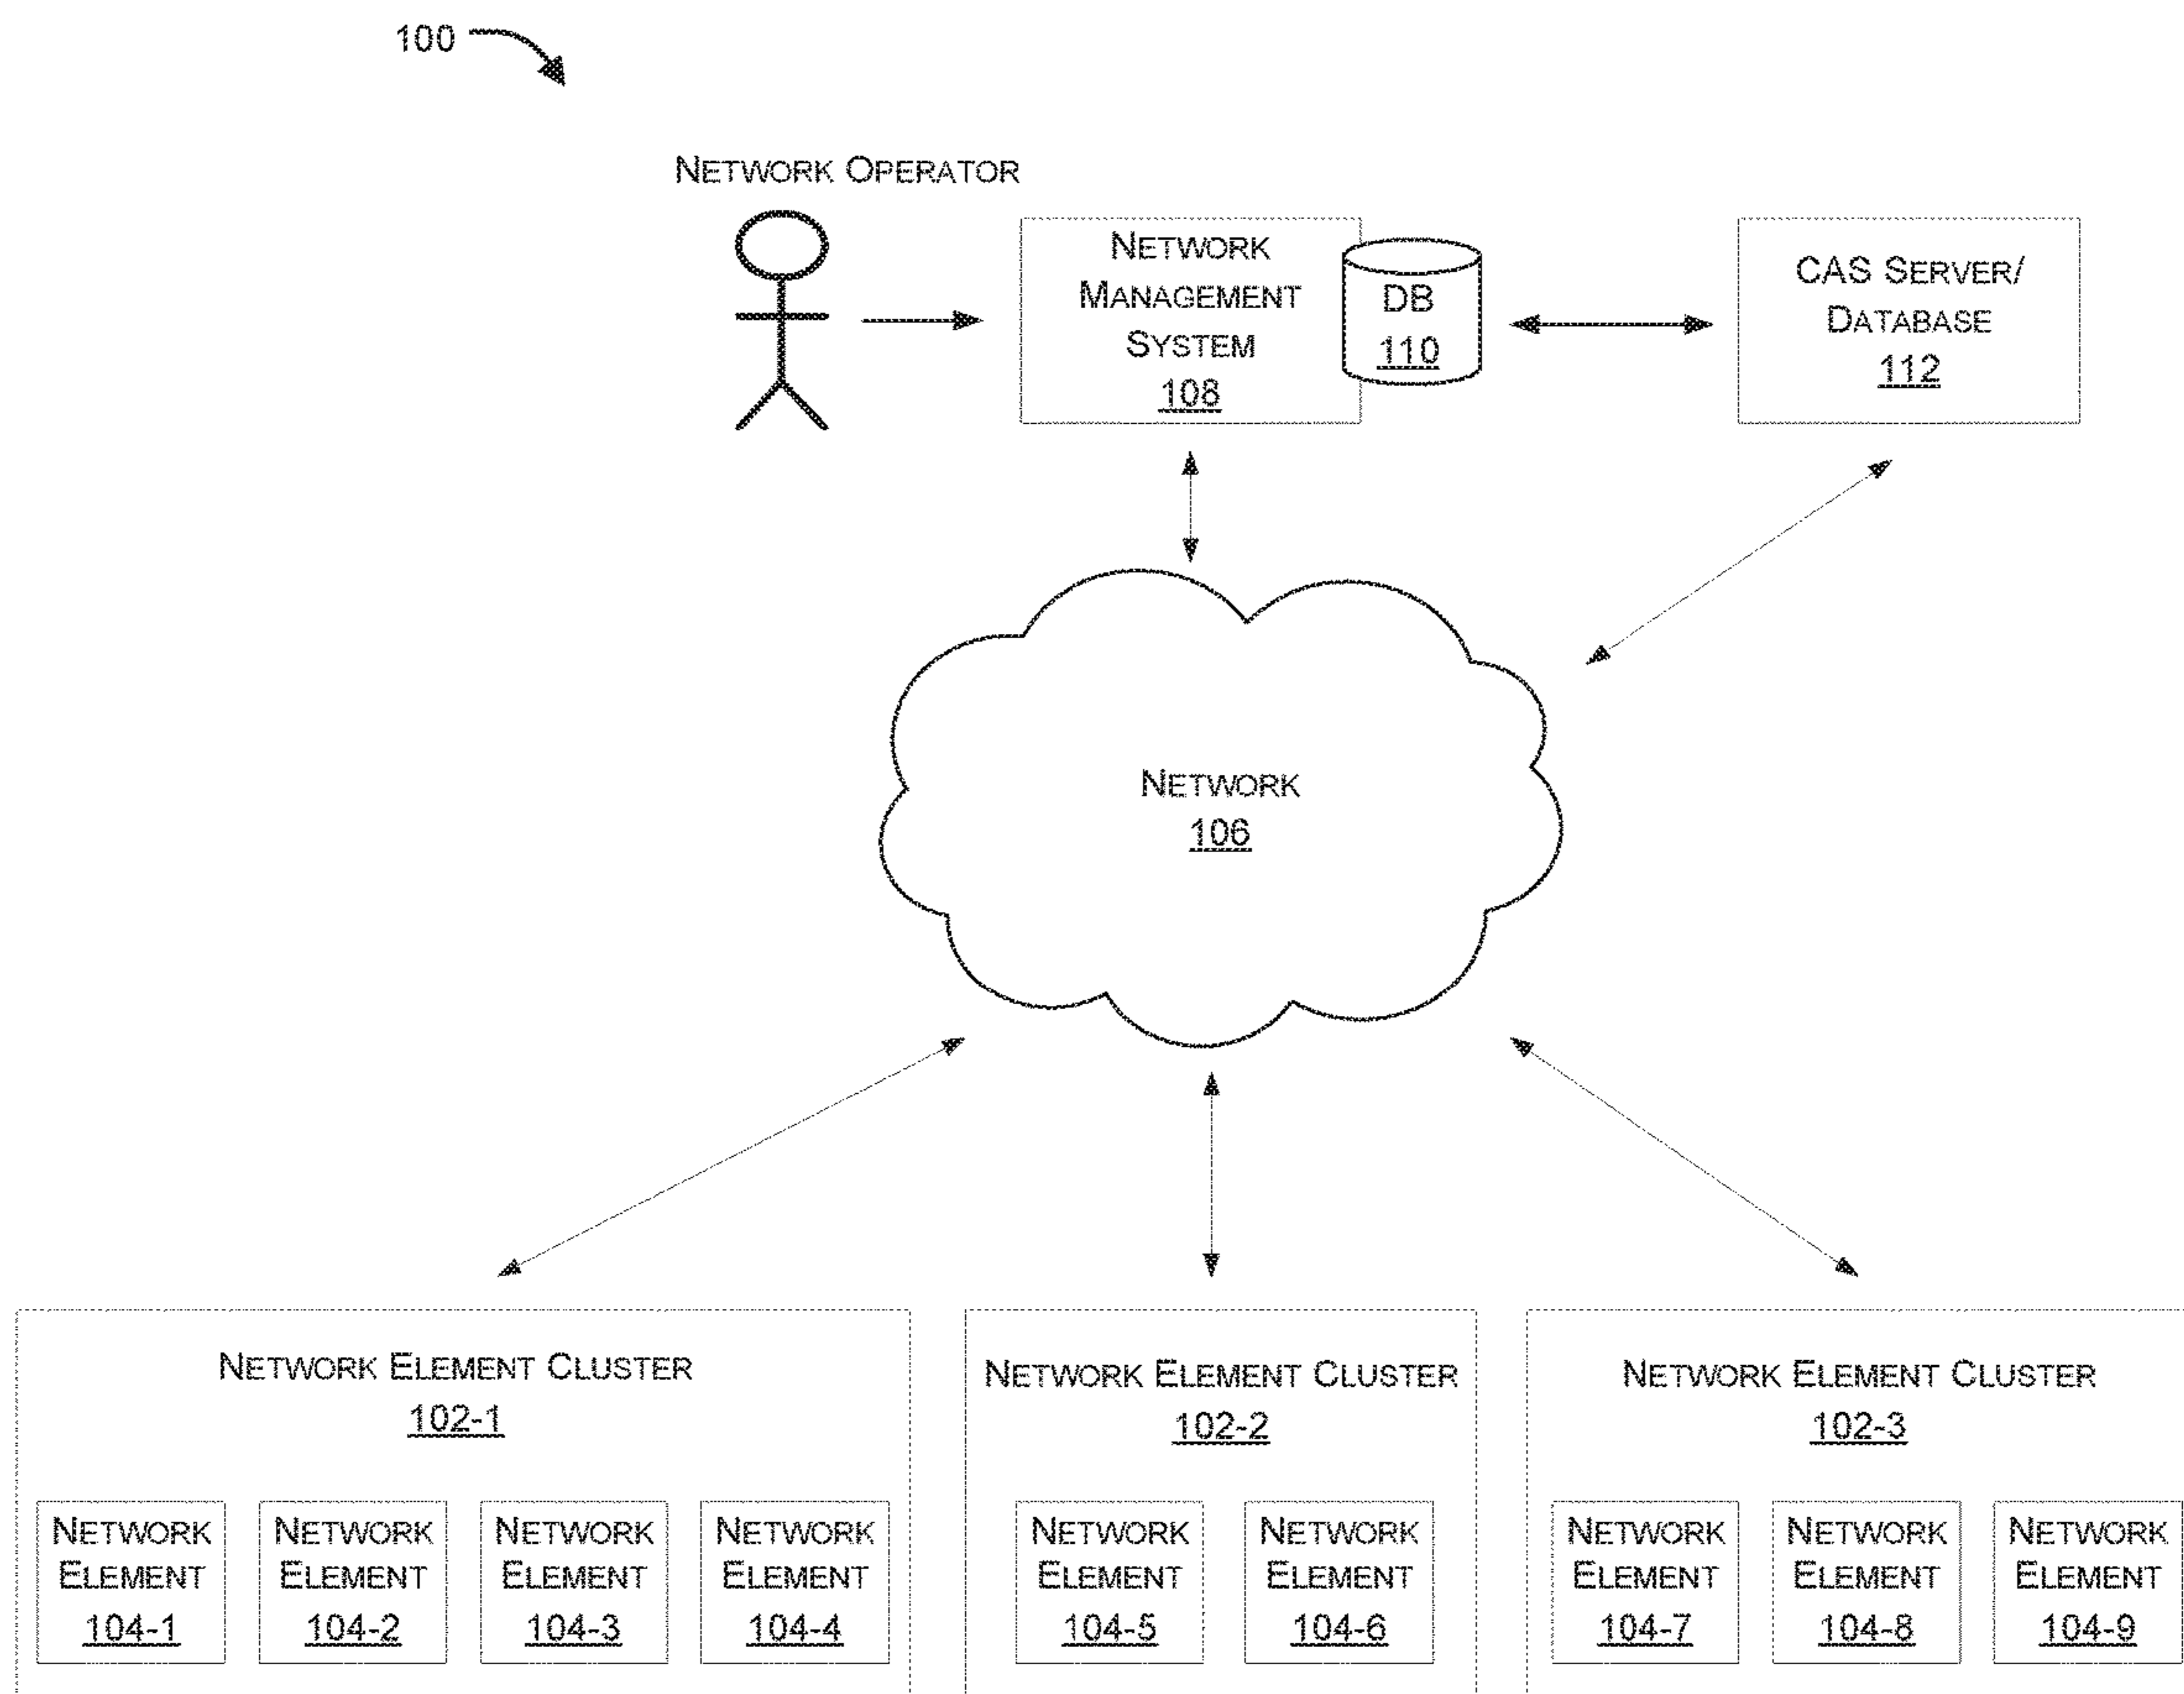 100
Network Operator
Network
Management
System
108
DB
110
CAS Server/
Database
112
Network
106
Network Element Cluster
102-1
Network
Element
104-1
Network
Element
104-2
Network
Element
104-3
Network
Element
104-4
Network Element Cluster
102-2
Network
Element
104-5
Network
Element
104-6
Network Element Cluster
102-3
Network
Element
104-7
Network
Element
104-8
Network
Element
104-9